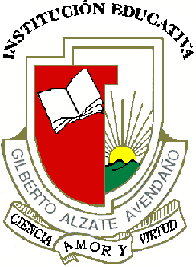 INSTITUCIÓN EDUCATIVA
GILBERTO ALZATE AVENDAÑO
CIENCIA AMOR Y VIRTUD